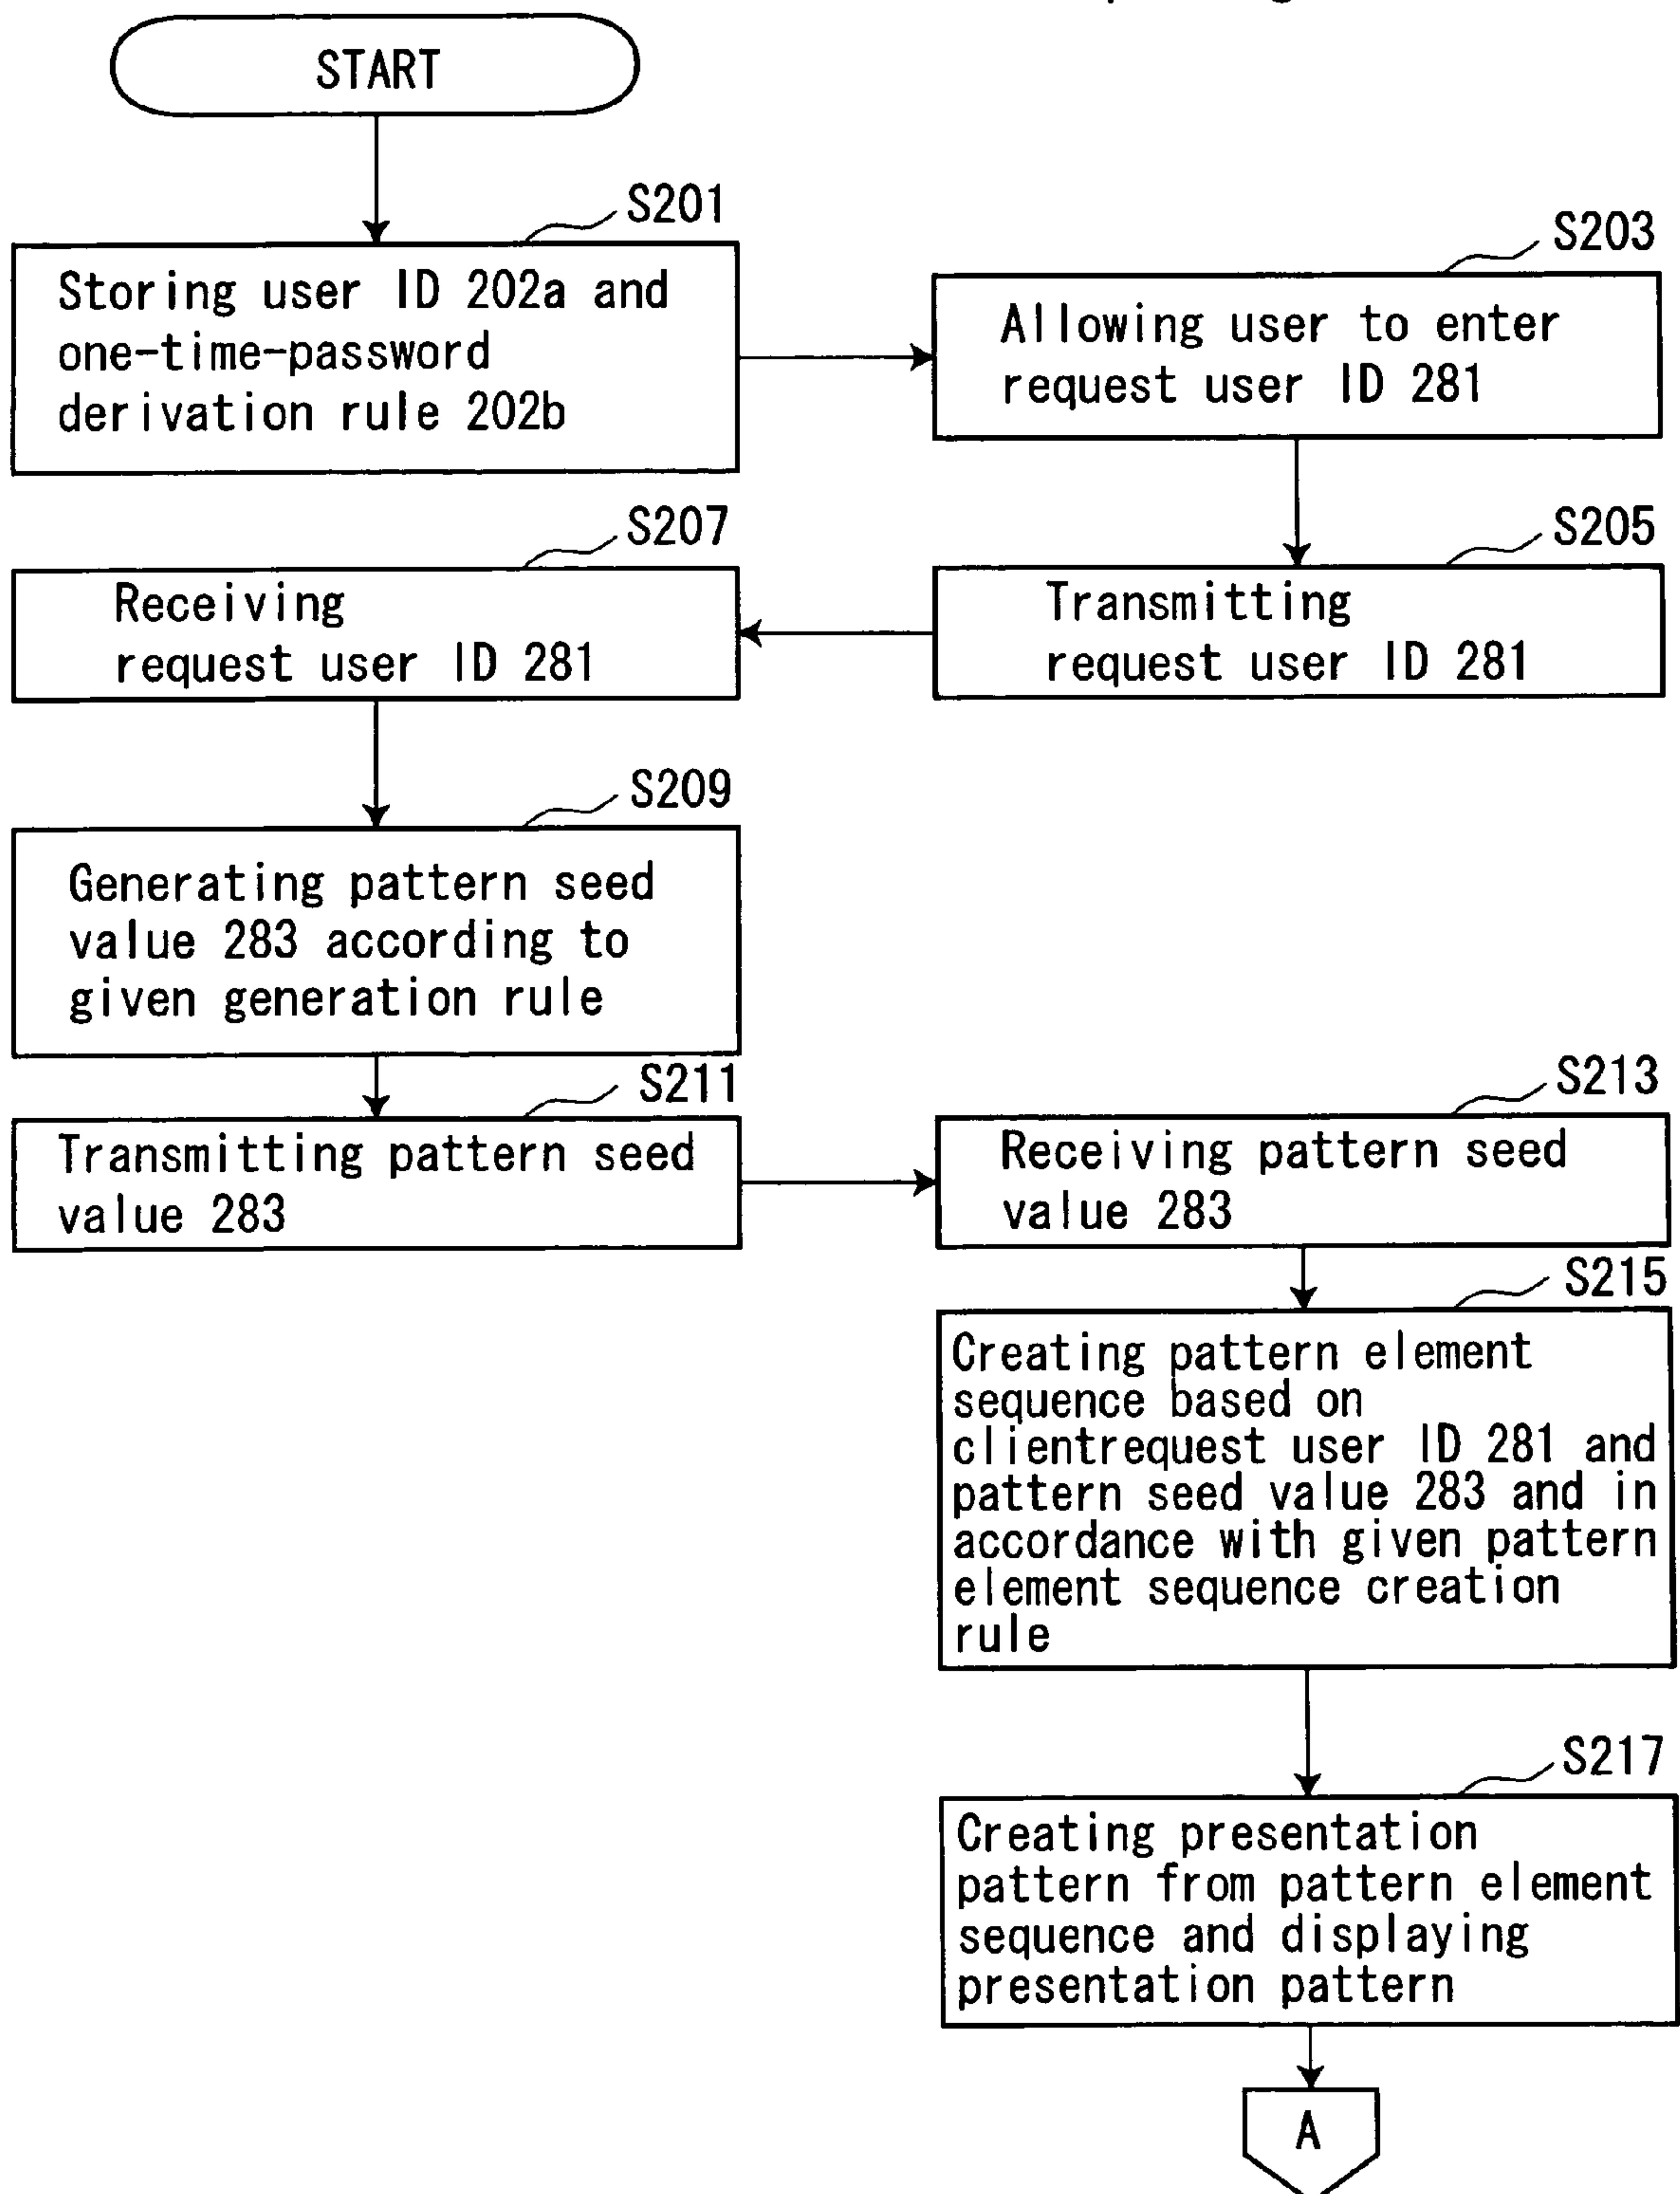 START
S201
Storing user ID 202a and
one-time-password
derivation rule 202b
S203
Allowing user to enter
request user ID 281
S205
Transmitting
request user ID 281
S207
Receiving
request user ID 281
S209
Generating pattern seed
value 283 according to
given generation rule
S211
Transmitting pattern seed
value 283
S213
Receiving pattern seed
value 283
S215
Creating pattern element
sequence based on
clientrequest user ID 281 and
pattern seed value 283 and in
accordance with given pattern
element sequence creation
rule
S217
Creating presentation
pattern from pattern element
sequence and displaying
presentation pattern
A